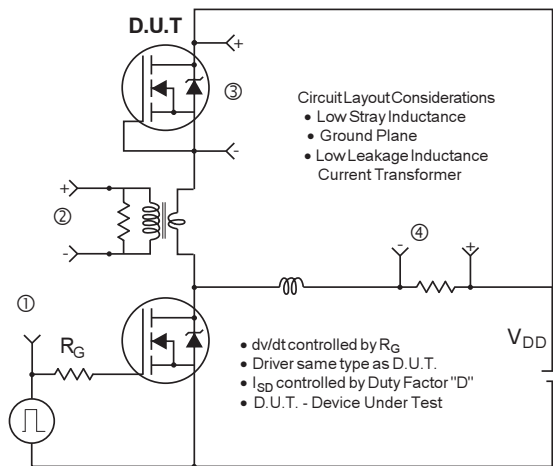 D.U.T
+
③
-
Circuit Layout Considerations
• Low Stray Inductance
• Ground Plane
• Low Leakage Inductance
Current Transformer
+
②
-
④
-
+
①
RG
VDD
• dv/dt controlled by RG
• Driver same type as D.U.T.
• ISD controlled by Duty Factor "D"
• D.U.T. - Device Under Test